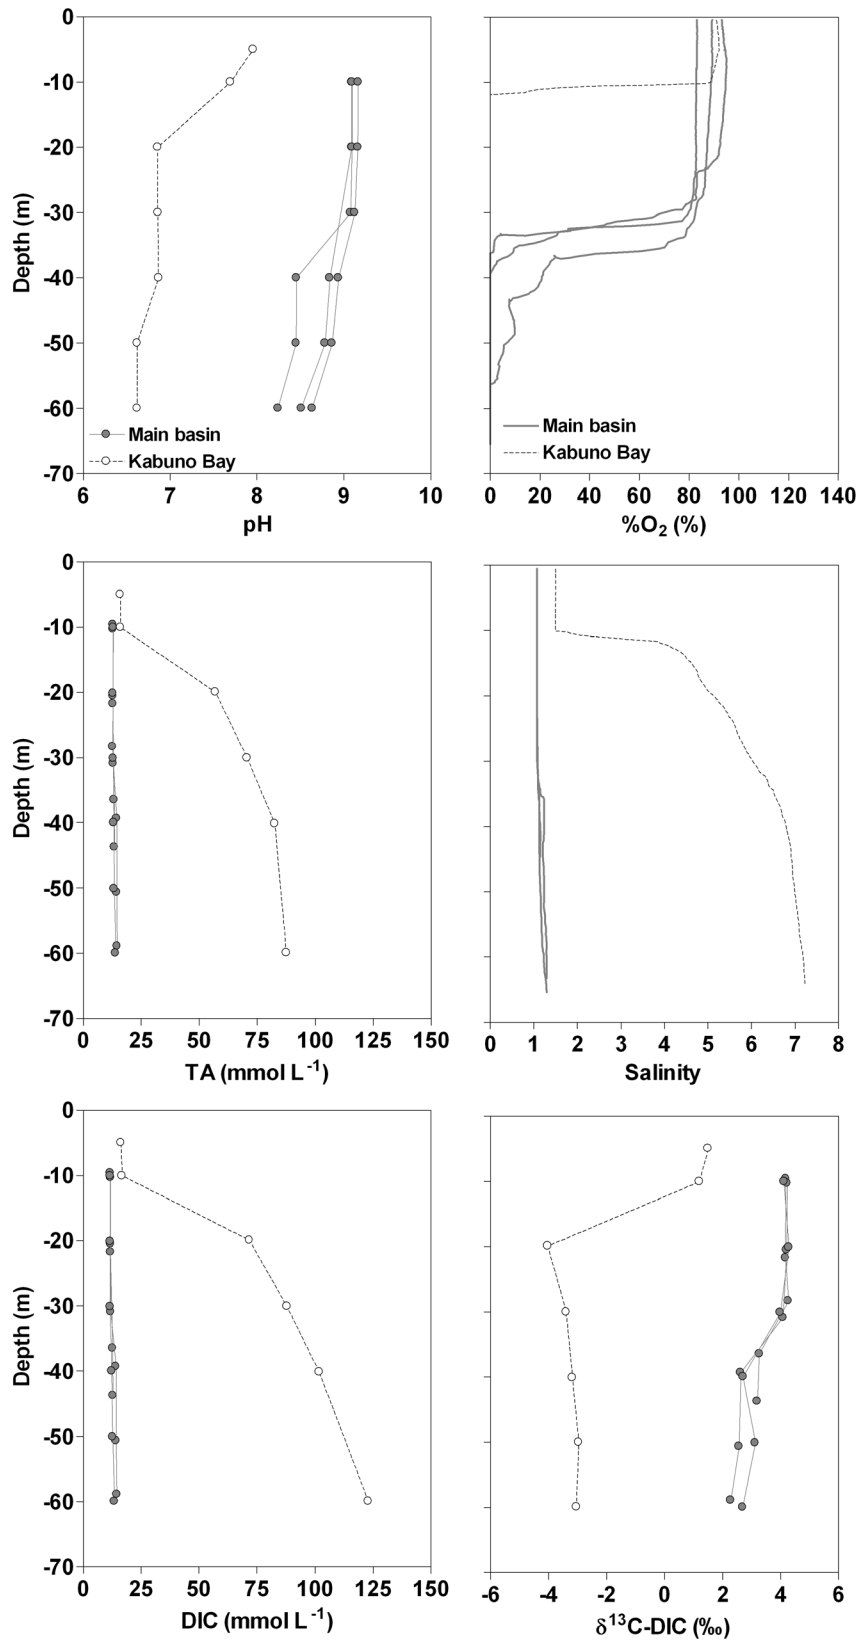 0
-10
-20
-30
-40
-50
-60
-70
Depth (m)
Main basin
Kabuno Bay
6 7 8 9 10
pH
Main basin
Kabuno Bay
0 20 40 60 80 100 120 140
%O₂ (%)
0
-10
-20
-30
-40
-50
-60
-70
Depth (m)
0 25 50 75 100 125 150
TA (mmol L⁻¹)
0 1 2 3 4 5 6 7 8
Salinity
0
-10
-20
-30
-40
-50
-60
-70
Depth (m)
0 25 50 75 100 125 150
DIC (mmol L⁻¹)
-6 -4 -2 0 2 4 6
δ¹³C-DIC (‰)